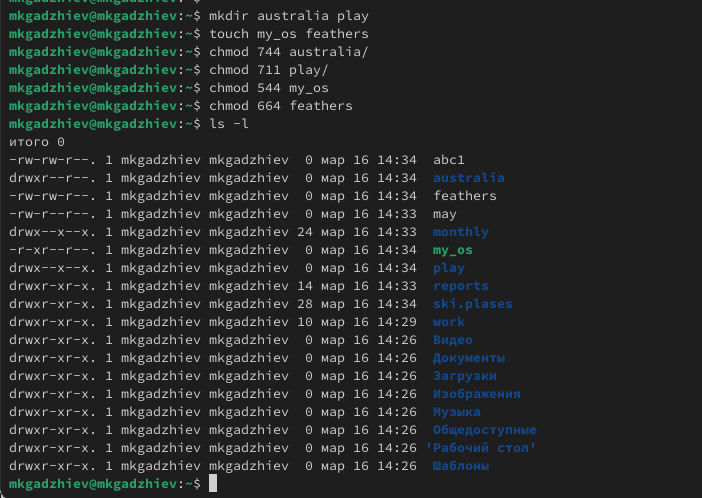 mkgadzhiev@mkgadzhiev:~$ mkdir australia play
mkgadzhiev@mkgadzhiev:~$ touch my_os feathers
mkgadzhiev@mkgadzhiev:~$ chmod 744 australia/
mkgadzhiev@mkgadzhiev:~$ chmod 711 play/
mkgadzhiev@mkgadzhiev:~$ chmod 544 my_os
mkgadzhiev@mkgadzhiev:~$ chmod 664 feathers
mkgadzhiev@mkgadzhiev:~$ ls -l
итого 0
-rw-rw-r--. 1 mkgadzhiev mkgadzhiev  0 мар 16 14:34  abc1
drwxr--r--. 1 mkgadzhiev mkgadzhiev  0 мар 16 14:34  australia
-rw-rw-r--. 1 mkgadzhiev mkgadzhiev  0 мар 16 14:34  feathers
-rw-r--r--. 1 mkgadzhiev mkgadzhiev  0 мар 16 14:33  may
drwx--x--x. 1 mkgadzhiev mkgadzhiev 24 мар 16 14:33  monthly
-r-xr--r--. 1 mkgadzhiev mkgadzhiev  0 мар 16 14:34  my_os
drwx--x--x. 1 mkgadzhiev mkgadzhiev  0 мар 16 14:34  play
drwxr-xr-x. 1 mkgadzhiev mkgadzhiev 14 мар 16 14:33  reports
drwxr-xr-x. 1 mkgadzhiev mkgadzhiev 28 мар 16 14:34  ski.plases
drwxr-xr-x. 1 mkgadzhiev mkgadzhiev 10 мар 16 14:29  work
drwxr-xr-x. 1 mkgadzhiev mkgadzhiev  0 мар 16 14:26  Видео
drwxr-xr-x. 1 mkgadzhiev mkgadzhiev  0 мар 16 14:26  Документы
drwxr-xr-x. 1 mkgadzhiev mkgadzhiev  0 мар 16 14:26  Загрузки
drwxr-xr-x. 1 mkgadzhiev mkgadzhiev  0 мар 16 14:26  Изображения
drwxr-xr-x. 1 mkgadzhiev mkgadzhiev  0 мар 16 14:26  Музыка
drwxr-xr-x. 1 mkgadzhiev mkgadzhiev  0 мар 16 14:26  Общедоступные
drwxr-xr-x. 1 mkgadzhiev mkgadzhiev  0 мар 16 14:26 'Рабочий стол'
drwxr-xr-x. 1 mkgadzhiev mkgadzhiev  0 мар 16 14:26  Шаблоны
mkgadzhiev@mkgadzhiev:~$